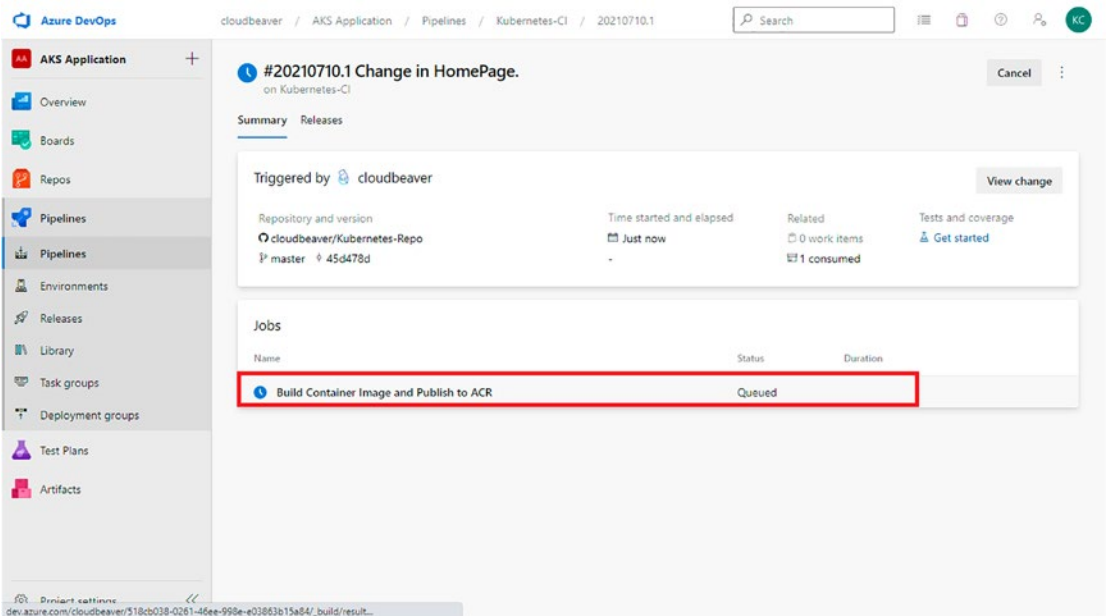 Azure DevOps
cloudbeaver / AKS Application / Pipelines / Kubernetes-CI / 20210710.1
Search
KC
AA AKS Application
Overview
Boards
Repos
Pipelines
Pipelines
Environments
Releases
Library
Task groups
Deployment groups
Test Plans
Artifacts
Project settings
#20210710.1 Change in HomePage.
on Kubernetes-CI
Cancel
Summary Releases
Triggered by cloudbeaver
View change
Repository and version
cloudbeaver/Kubernetes-Repo
master 45d478d
Time started and elapsed
Just now
-
Related
0 work items
1 consumed
Tests and coverage
Get started
Jobs
Name Status Duration
Build Container Image and Publish to ACR Queued
dev.azure.com/cloudbeaver/518cb038-0261-46ee-998e-e03863b15a84/_build/result...